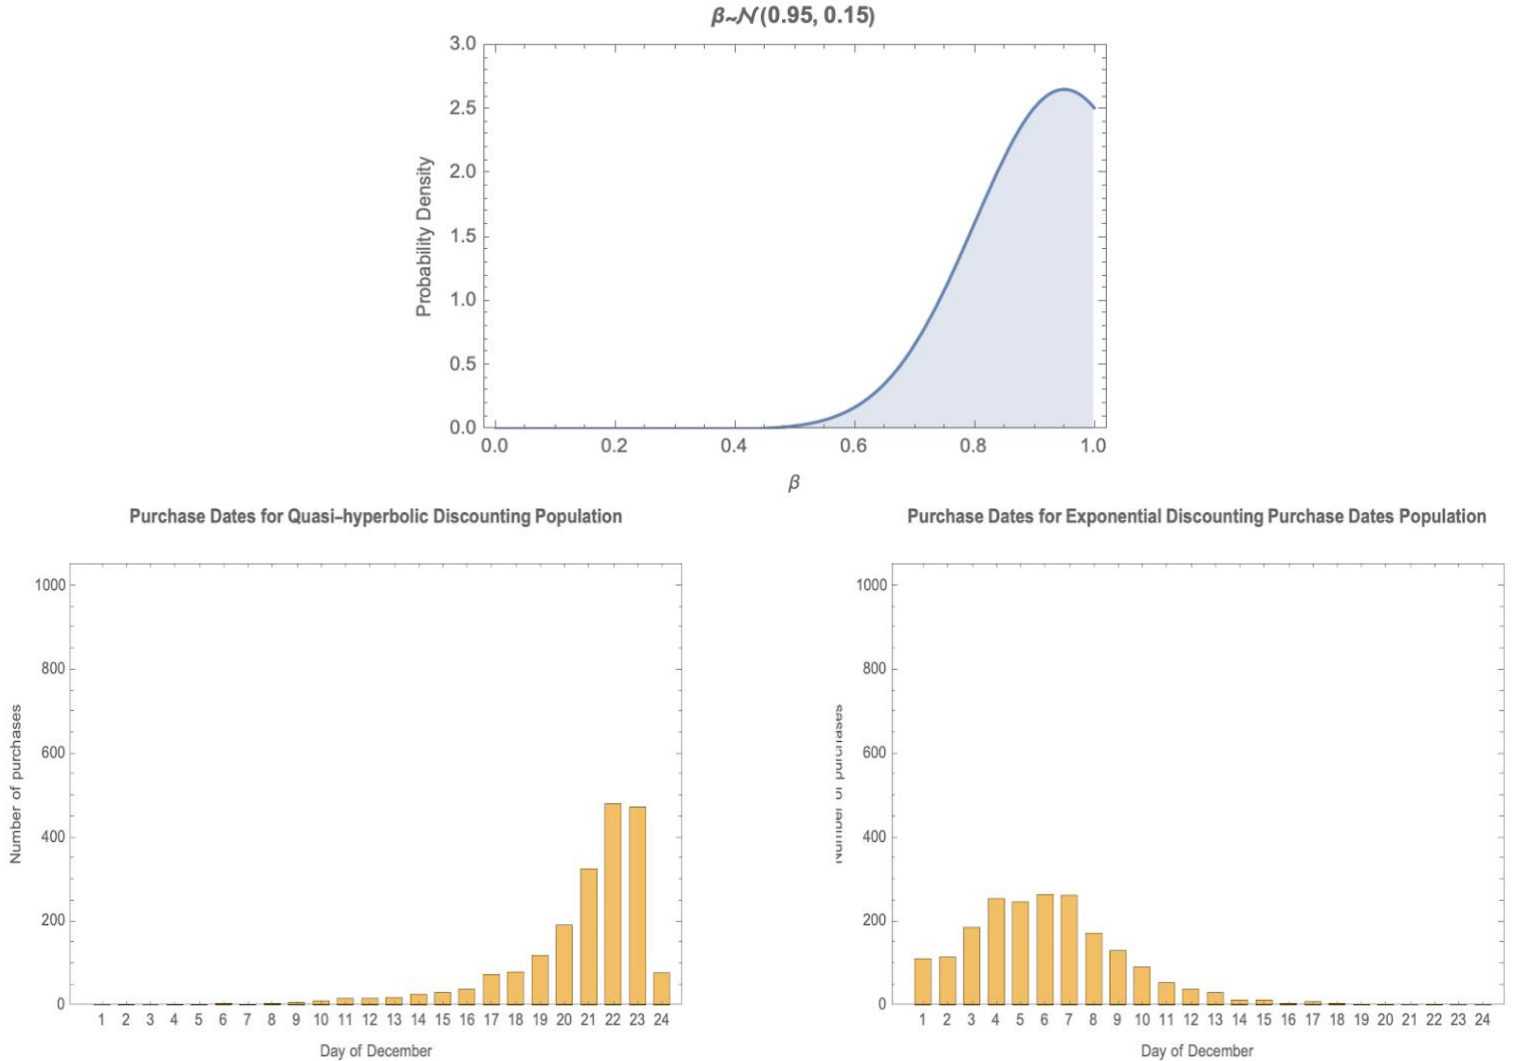 β~𝒩(0.95, 0.15)
3.0
2.5
2.0
1.5
1.0
0.5
0.0
Probability Density
0.0 0.2 0.4 0.6 0.8 1.0
β
Purchase Dates for Quasi–hyperbolic Discounting Population
1000
800
600
400
200
0
Number of purchases
1 2 3 4 5 6 7 8 9 10 11 12 13 14 15 16 17 18 19 20 21 22 23 24
Day of December
Purchase Dates for Exponential Discounting Purchase Dates Population
1000
800
600
400
200
0
Number of purchases
1 2 3 4 5 6 7 8 9 10 11 12 13 14 15 16 17 18 19 20 21 22 23 24
Day of December